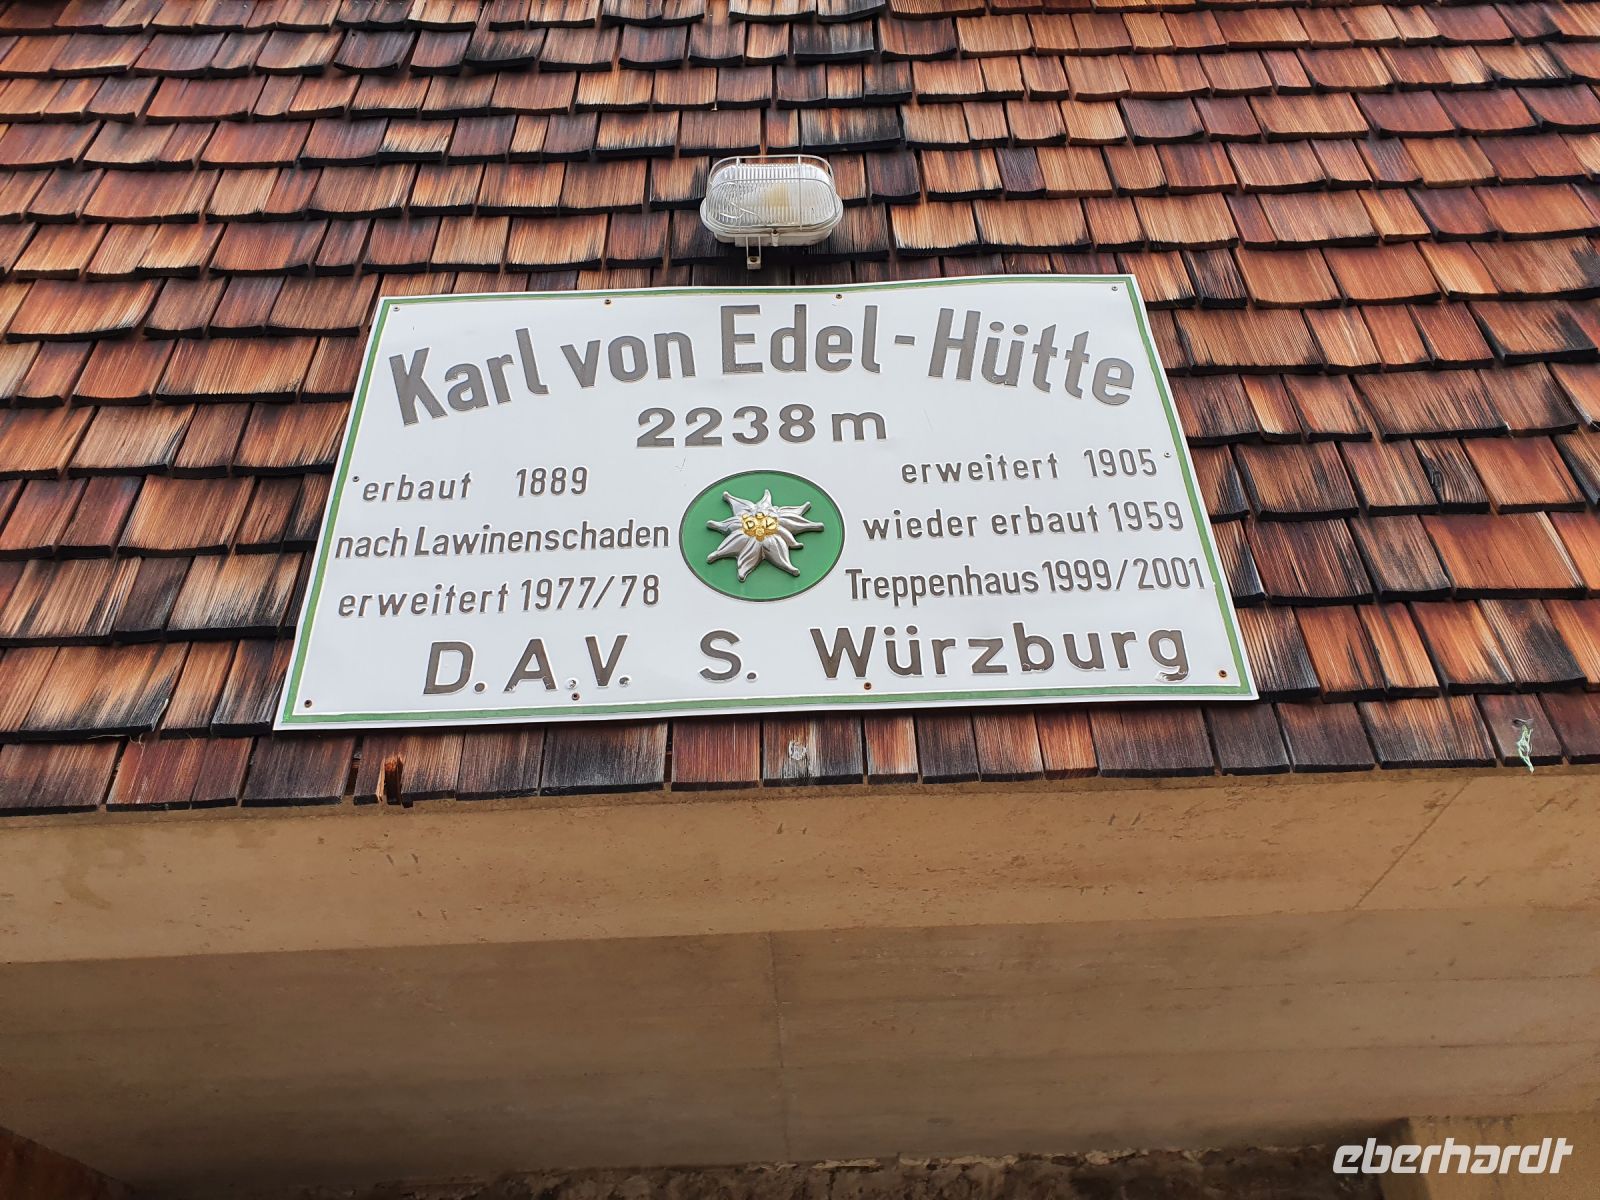 Karl von Edel-Hütte
2238 m
erbaut 1889 erweitert 1905
nach Lawinenschaden wieder erbaut 1959
erweitert 1977/78 Treppenhaus 1999/2001
D.A.V. S. Würzburg
eberhardt